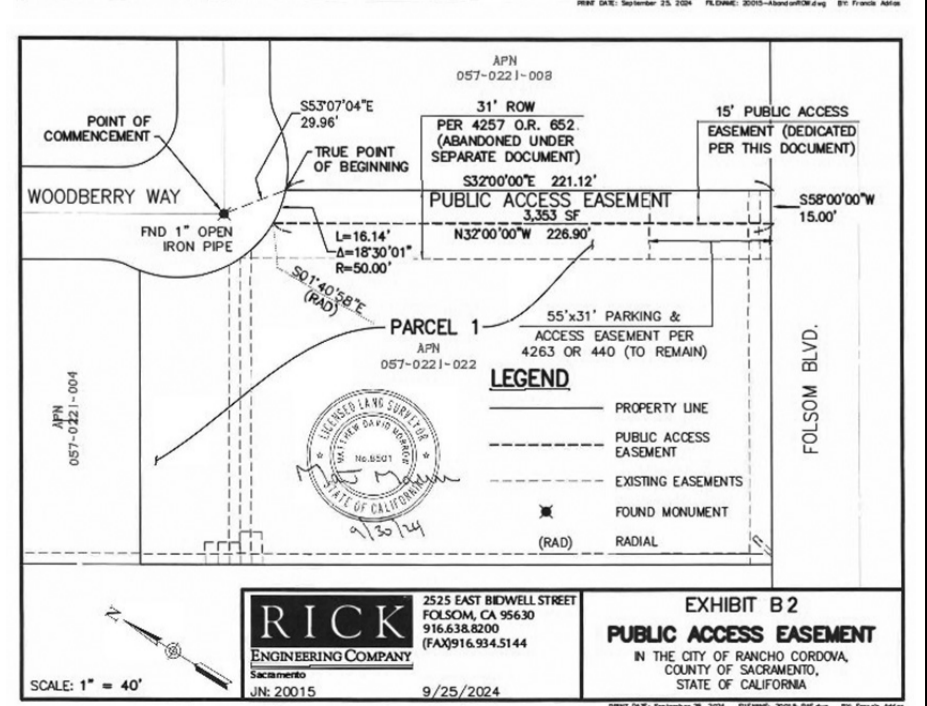 PRINT DATE: September 25, 2024 FILENAME: 20015-AbandonROW.dwg BY: Francis Adrias
APN
057-0221-008
S53°07'04"E
29.96'
POINT OF
COMMENCEMENT
31' ROW
PER 4257 O.R. 652.
(ABANDONED UNDER
SEPARATE DOCUMENT)
15' PUBLIC ACCESS
EASEMENT (DEDICATED
PER THIS DOCUMENT)
TRUE POINT
OF BEGINNING
WOODBERRY WAY
S32°00'00"E 221.12'
PUBLIC ACCESS EASEMENT
3,353 SF
N32°00'00"W 226.90'
S58°00'00"W
15.00'
FND 1" OPEN
IRON PIPE
L=16.14'
Δ=18°30'01"
R=50.00'
S01°40'58"E
(RAD)
PARCEL 1
APN
057-0221-022
55'x31' PARKING &
ACCESS EASEMENT PER
4263 OR 440 (TO REMAIN)
FOLSOM BLVD.
APN
057-0221-004
LEGEND
PROPERTY LINE
PUBLIC ACCESS
EASEMENT
EXISTING EASEMENTS
FOUND MONUMENT
(RAD) RADIAL
LICENSED LAND SURVEYOR
MATTHEW DAVID MORROW
No.8501
STATE OF CALIFORNIA
9/30/24
N
SCALE: 1" = 40'
RICK
ENGINEERING COMPANY
Sacramento
JN: 20015
2525 EAST BIDWELL STREET
FOLSOM, CA 95630
916.638.8200
(FAX)916.934.5144
9/25/2024
EXHIBIT B2
PUBLIC ACCESS EASEMENT
IN THE CITY OF RANCHO CORDOVA,
COUNTY OF SACRAMENTO,
STATE OF CALIFORNIA